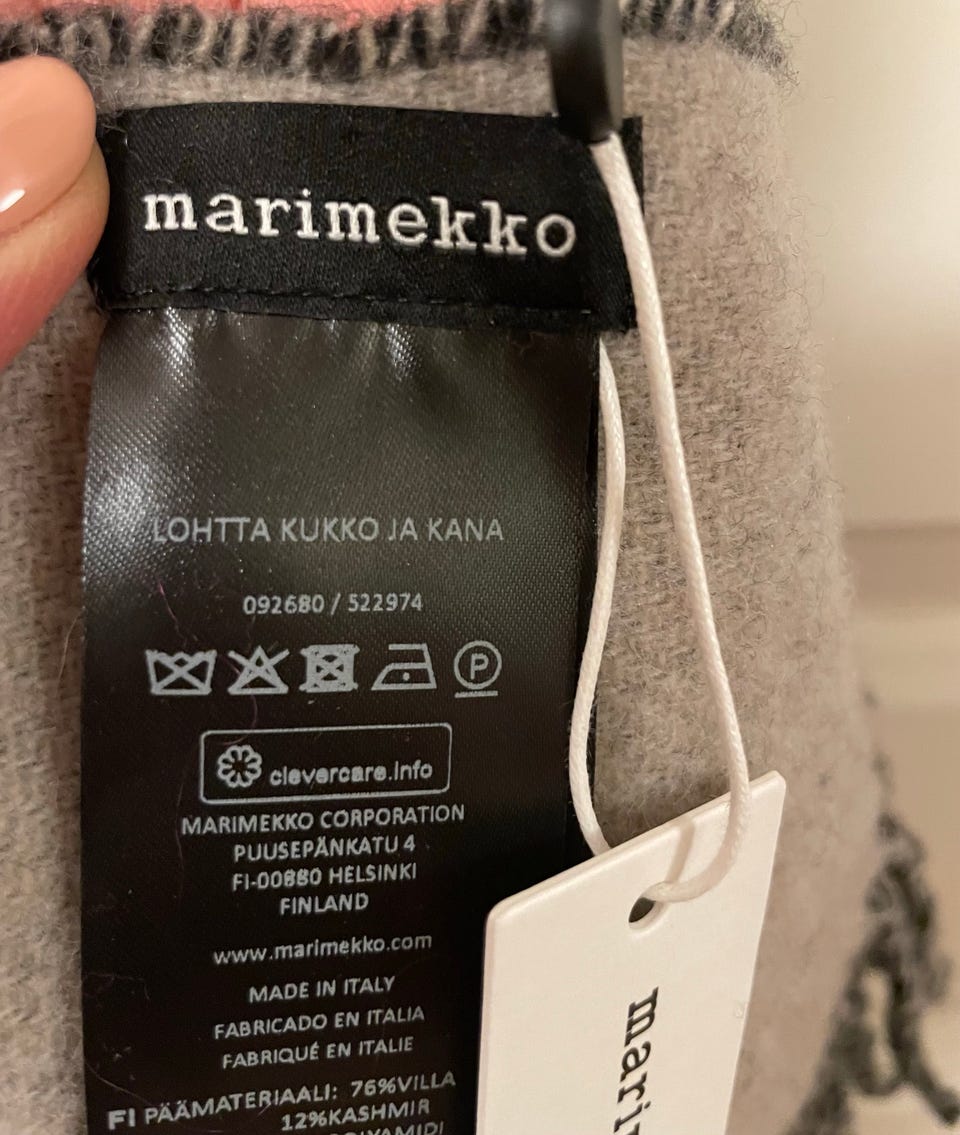 marimekko
LOHTTA KUKKO JA KANA
092680 / 522974
P
clevercare.info
MARIMEKKO CORPORATION
PUUSEPÄNKATU 4
FI-00880 HELSINKI
FINLAND
www.marimekko.com
MADE IN ITALY
FABRICADO EN ITALIA
FABRIQUÉ EN ITALIE
FI PÄÄMATERIAALI: 76%VILLA
12%KASHMIR
mari